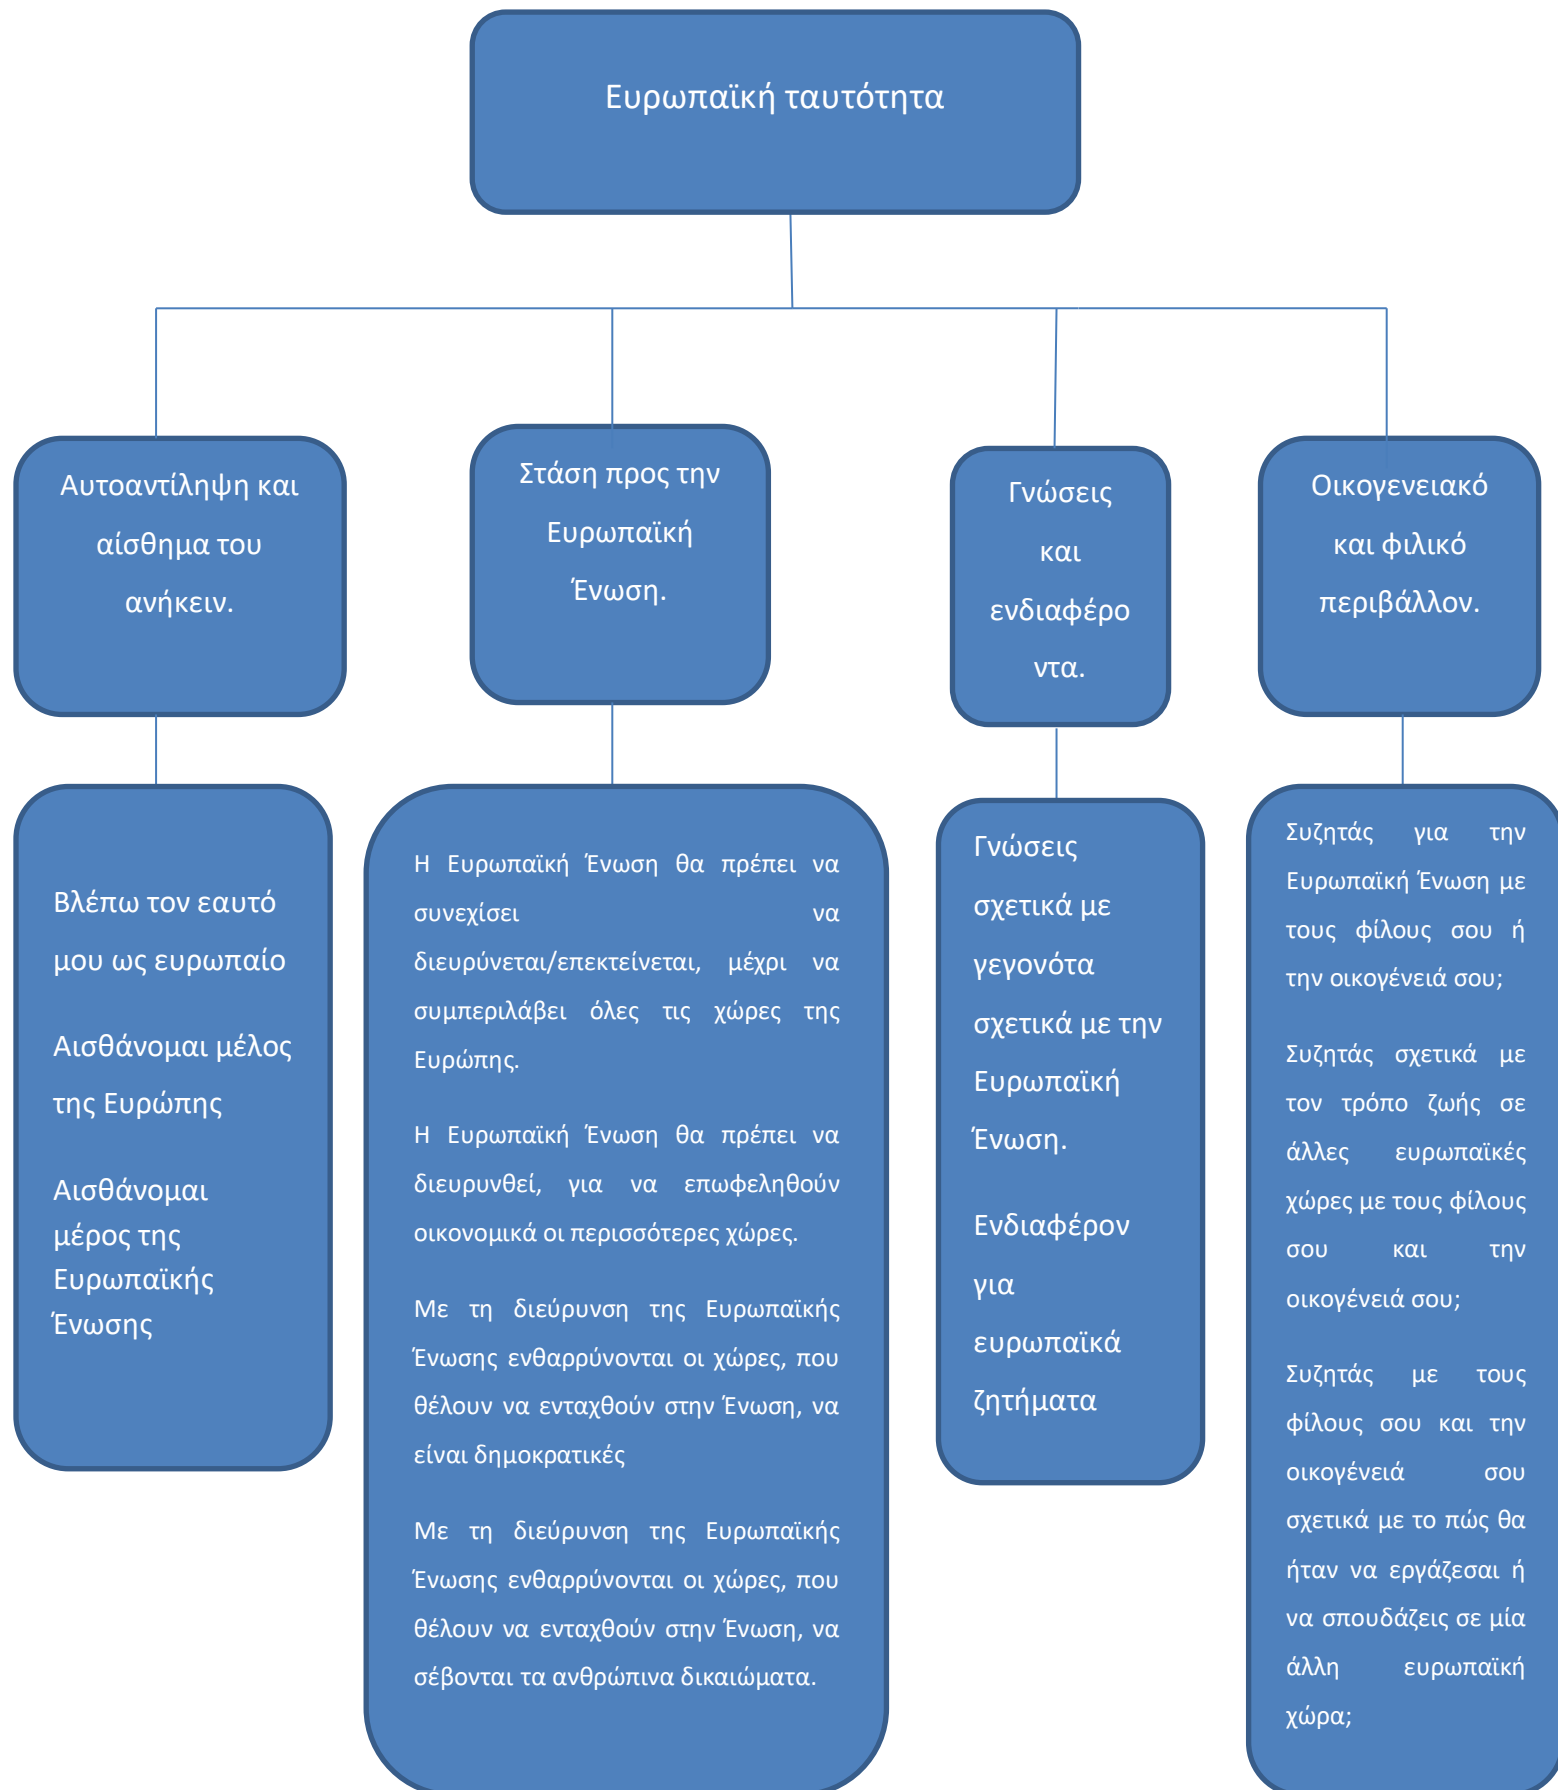 Ευρωπαϊκή ταυτότητα
Αυτοαντίληψη και
αίσθημα του
ανήκειν.
Στάση προς την
Ευρωπαϊκή
Ένωση.
Γνώσεις
και
ενδιαφέρο
ντα.
Οικογενειακό
και φιλικό
περιβάλλον.
Βλέπω τον εαυτό
μου ως ευρωπαίο
Αισθάνομαι μέλος
της Ευρώπης
Αισθάνομαι
μέρος της
Ευρωπαϊκής
Ένωσης
Η Ευρωπαϊκή Ένωση θα πρέπει να
συνεχίσει να
διευρύνεται/επεκτείνεται, μέχρι να
συμπεριλάβει όλες τις χώρες της
Ευρώπης.
Η Ευρωπαϊκή Ένωση θα πρέπει να
διευρυνθεί, για να επωφεληθούν
οικονομικά οι περισσότερες χώρες.
Με τη διεύρυνση της Ευρωπαϊκής
Ένωσης ενθαρρύνονται οι χώρες, που
θέλουν να ενταχθούν στην Ένωση, να
είναι δημοκρατικές
Με τη διεύρυνση της Ευρωπαϊκής
Ένωσης ενθαρρύνονται οι χώρες, που
θέλουν να ενταχθούν στην Ένωση, να
σέβονται τα ανθρώπινα δικαιώματα.
Γνώσεις
σχετικά με
γεγονότα
σχετικά με την
Ευρωπαϊκή
Ένωση.
Ενδιαφέρον
για
ευρωπαϊκά
ζητήματα
Συζητάς για την
Ευρωπαϊκή Ένωση με
τους φίλους σου ή
την οικογένειά σου;
Συζητάς σχετικά με
τον τρόπο ζωής σε
άλλες ευρωπαϊκές
χώρες με τους φίλους
σου και την
οικογένειά σου;
Συζητάς με τους
φίλους σου και την
οικογένειά σου
σχετικά με το πώς θα
ήταν να εργάζεσαι ή
να σπουδάζεις σε μία
άλλη ευρωπαϊκή
χώρα;